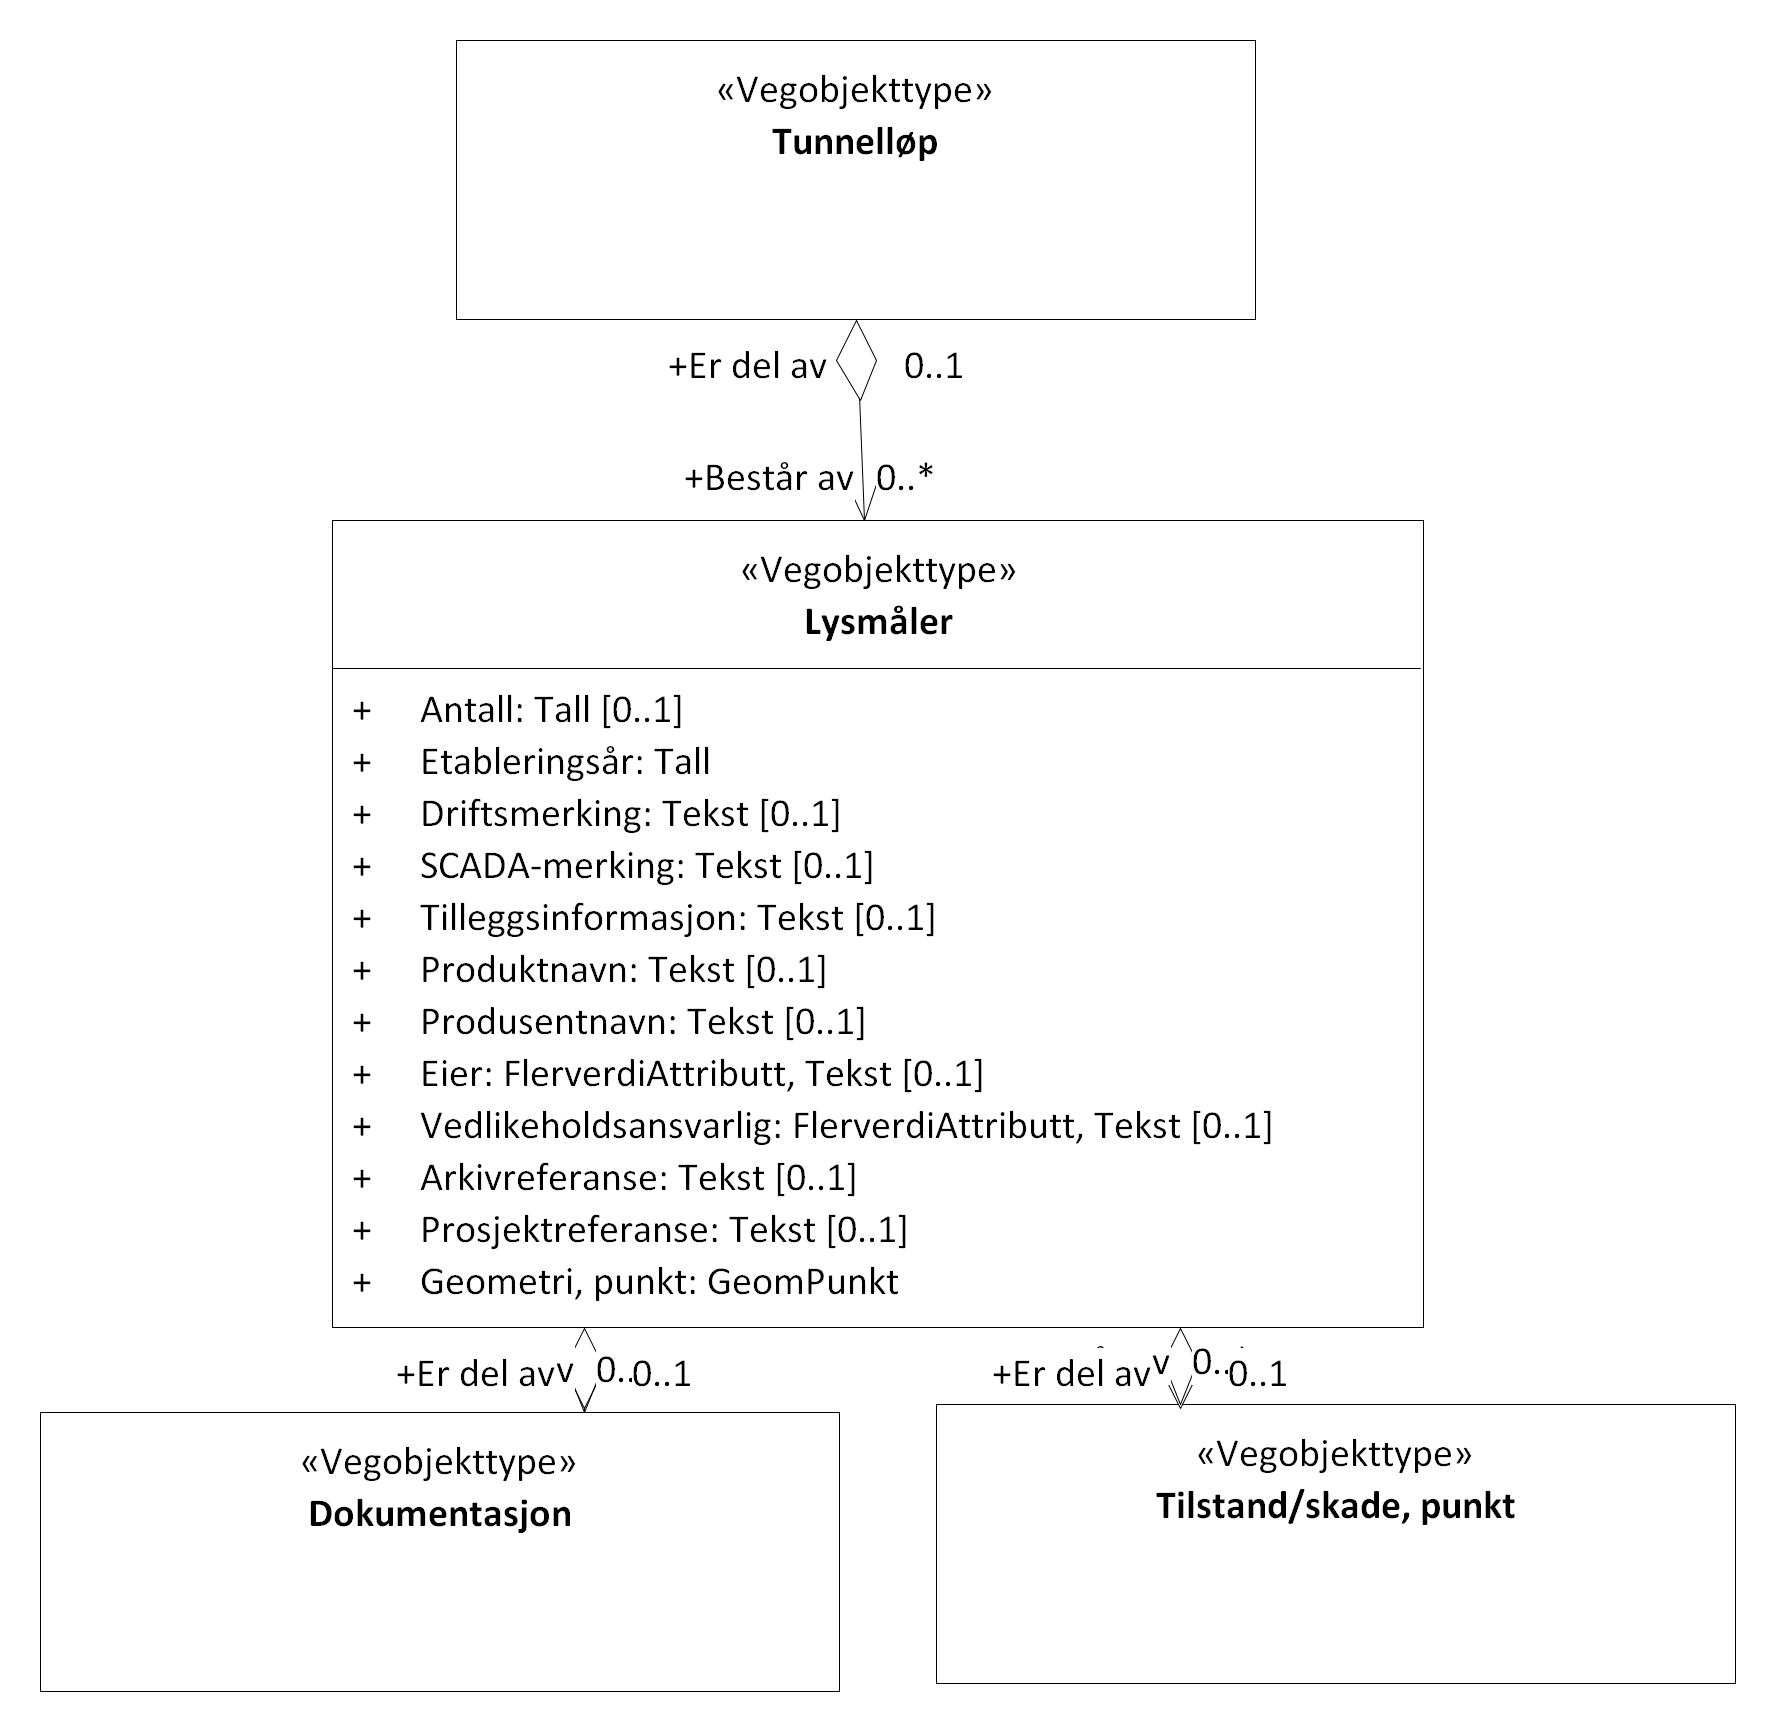 «Vegobjekttype»
Tunnelløp
+Er del av 0..1
+Består av 0..*
«Vegobjekttype»
Lysmåler
+ Antall: Tall [0..1]
+ Etableringsår: Tall
+ Driftsmerking: Tekst [0..1]
+ SCADA-merking: Tekst [0..1]
+ Tilleggsinformasjon: Tekst [0..1]
+ Produktnavn: Tekst [0..1]
+ Produsentnavn: Tekst [0..1]
+ Eier: FlerverdiAttributt, Tekst [0..1]
+ Vedlikeholdsansvarlig: FlerverdiAttributt, Tekst [0..1]
+ Arkivreferanse: Tekst [0..1]
+ Prosjektreferanse: Tekst [0..1]
+ Geometri, punkt: GeomPunkt
+Er del av 0..1
+Er del av 0..1
«Vegobjekttype»
Dokumentasjon
«Vegobjekttype»
Tilstand/skade, punkt